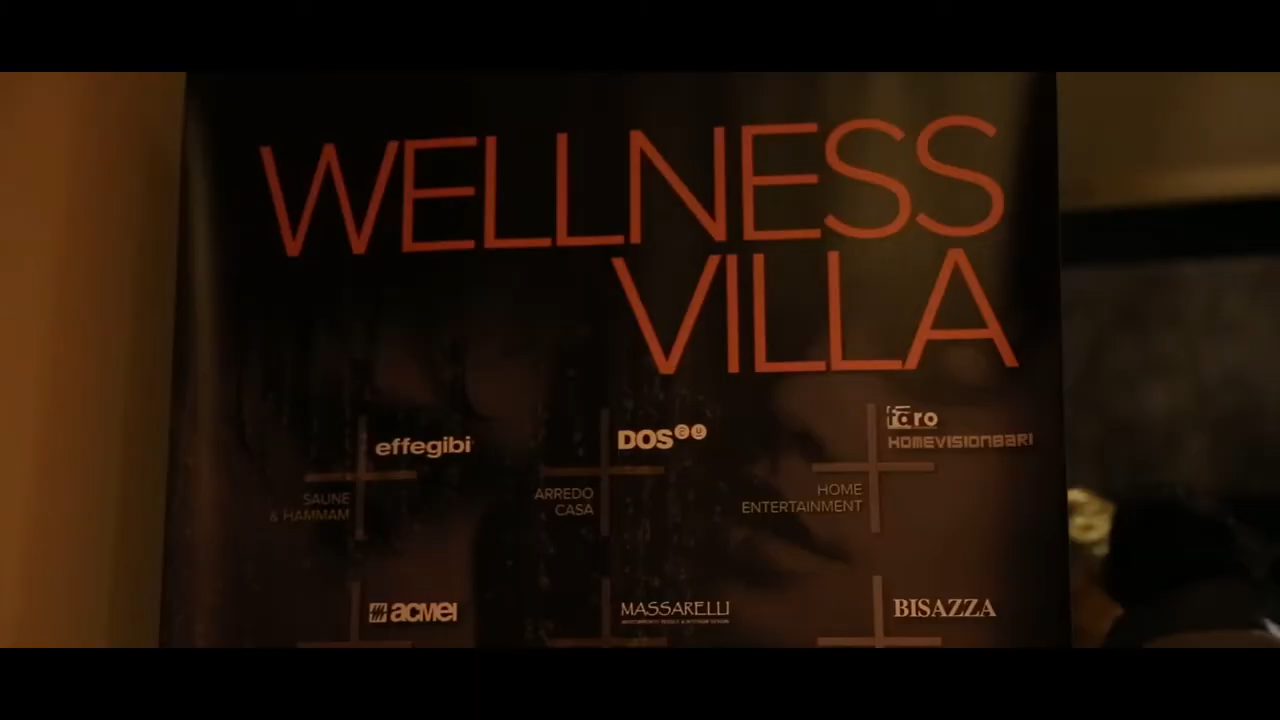 WELLNESS
VILLA
effegibi
SAUNE
& HAMMAM
DOS
ARREDO
CASA
faro
HOMEVISIONBARI
HOME
ENTERTAINMENT
acmei
MASSARELLI
BISAZZA